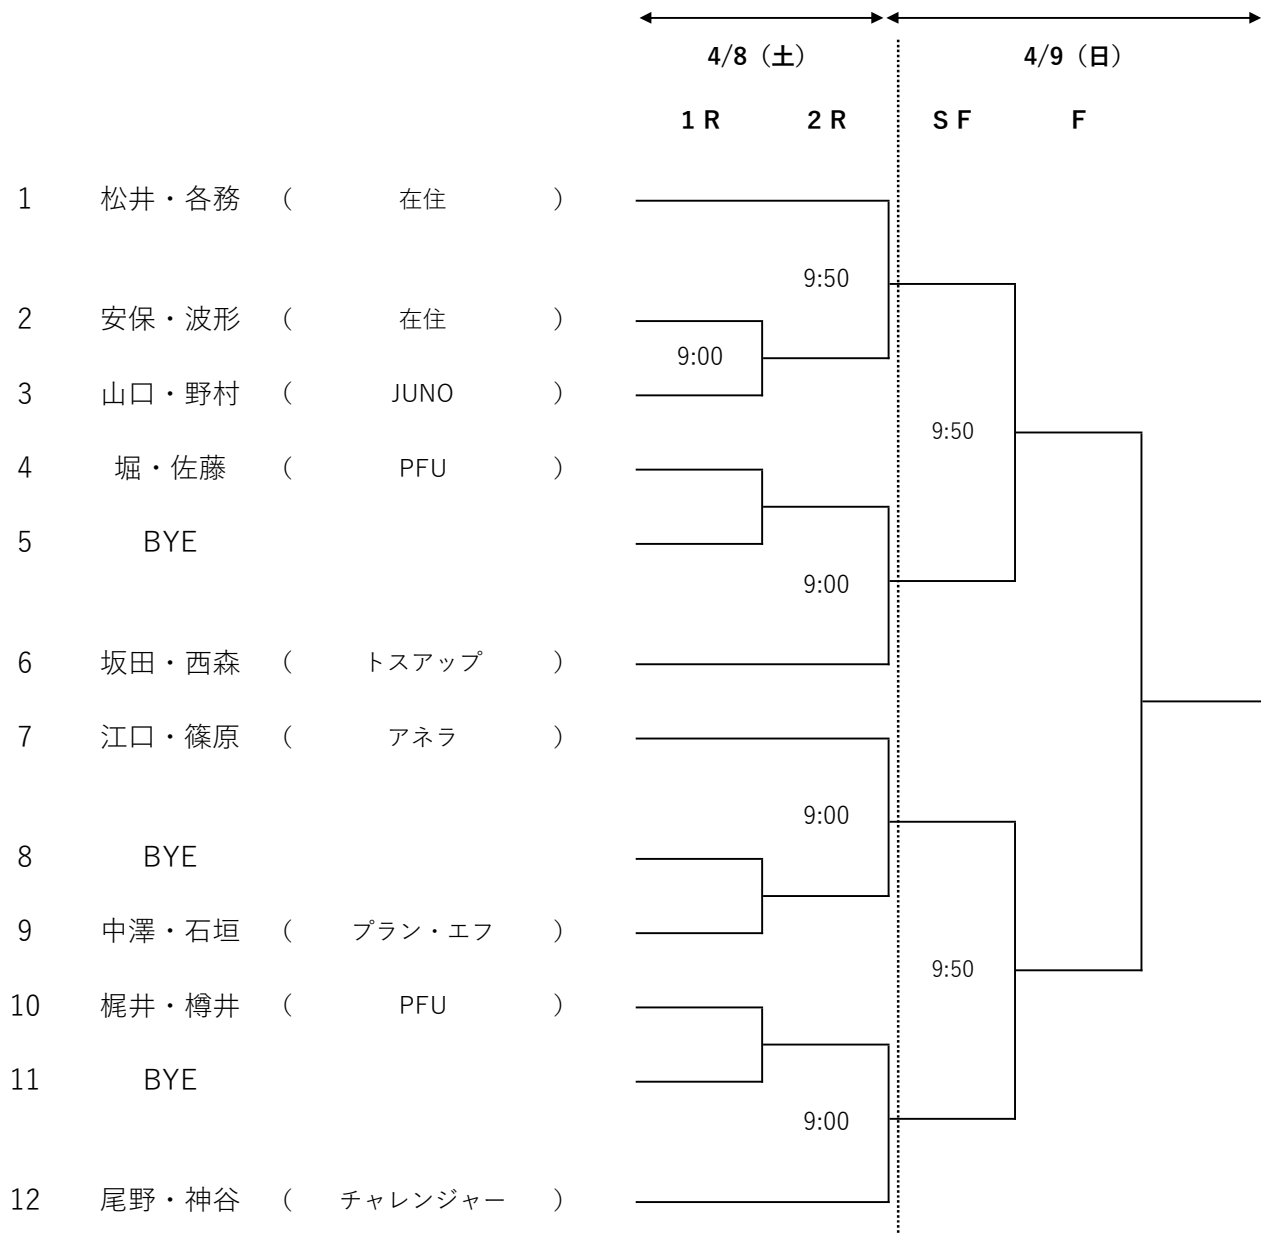 4/8（土） 4/9（日）
1 R 2 R S F F
1 松井・各務 （ 在住 ）
9:50
2 安保・波形 （ 在住 ）
9:00
3 山口・野村 （ JUNO ）
9:50
4 堀・佐藤 （ PFU ）
5 BYE
9:00
6 坂田・西森 （ トスアップ ）
7 江口・篠原 （ アネラ ）
9:00
8 BYE
9 中澤・石垣 （ プラン・エフ ）
9:50
10 梶井・樽井 （ PFU ）
11 BYE
9:00
12 尾野・神谷 （ チャレンジャー ）